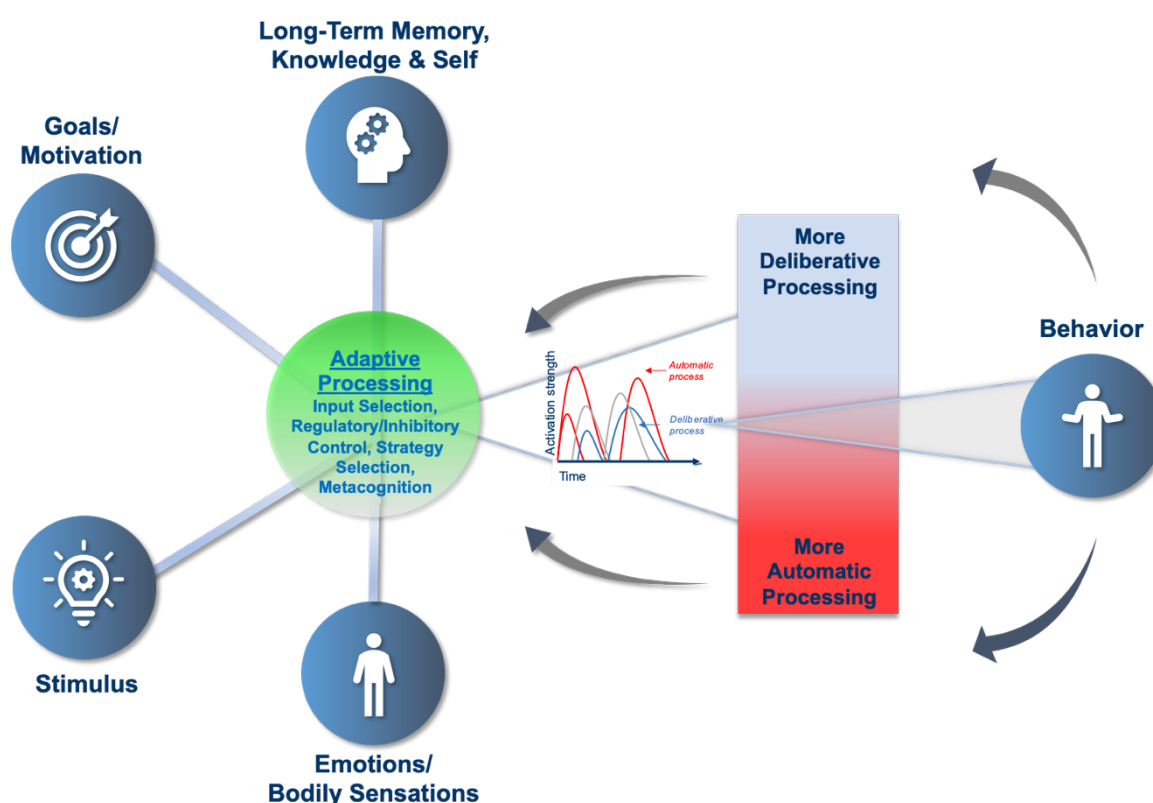 Long-Term Memory,
Knowledge & Self
Goals/
Motivation
Adaptive
Processing
Input Selection,
Regulatory/Inhibitory
Control, Strategy
Selection,
Metacognition
Stimulus
Emotions/
Bodily Sensations
Activation strength
Time
Automatic
process
Deliberative
process
More
Deliberative
Processing
More
Automatic
Processing
Behavior